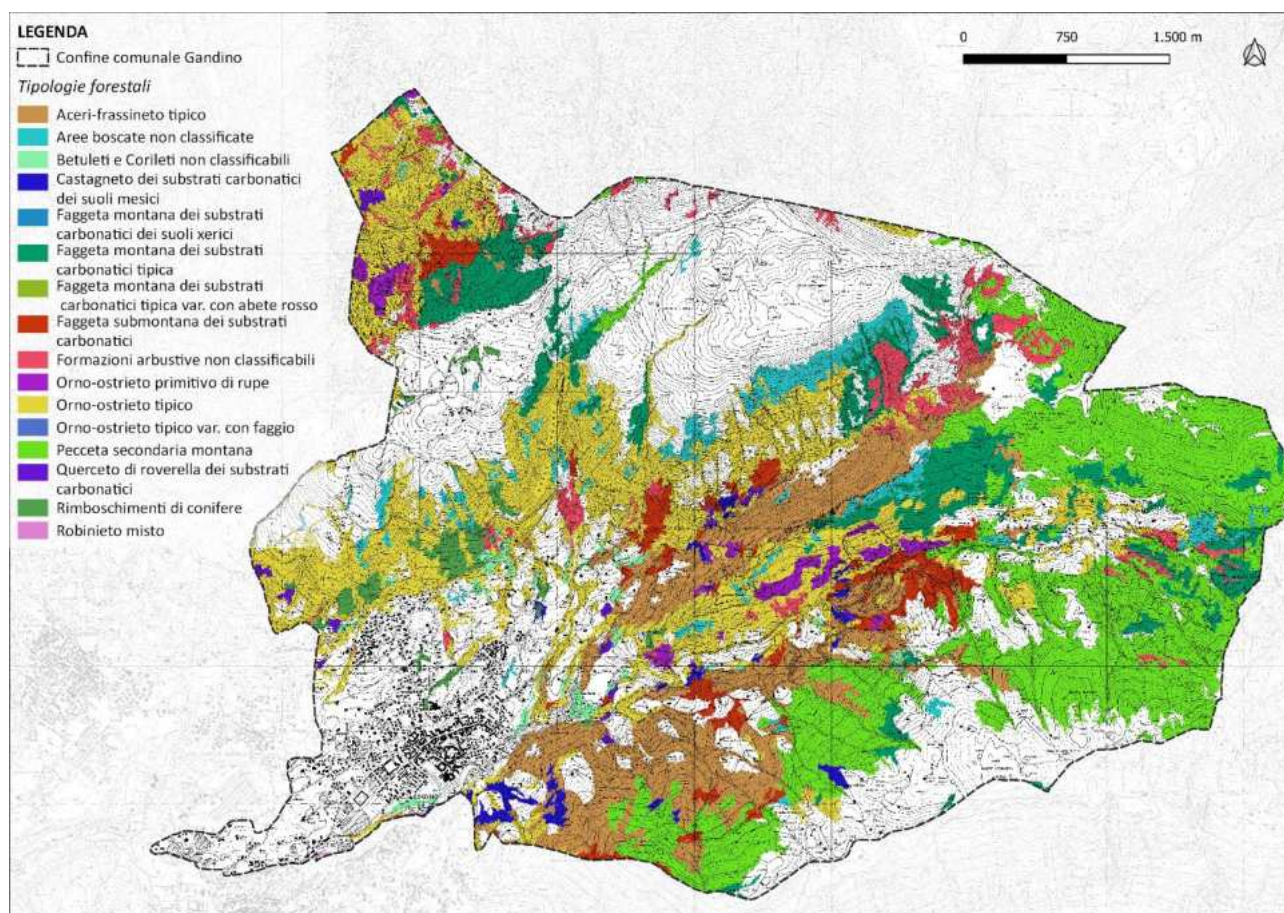 LEGENDA
Confine comunale Gandino
Tipologie forestali
Aceri-frassineto tipico
Aree boscate non classificate
Betuleti e Corileti non classificabili
Castagneto dei substrati carbonatici
dei suoli mesici
Faggeta montana dei substrati
carbonatici dei suoli xerici
Faggeta montana dei substrati
carbonatici tipica
Faggeta montana dei substrati
carbonatici tipica var. con abete rosso
Faggeta submontana dei substrati
carbonatici
Formazioni arbustive non classificabili
Orno-ostrieto primitivo di rupe
Orno-ostrieto tipico
Orno-ostrieto tipico var. con faggio
Pecceta secondaria montana
Querceto di roverella dei substrati
carbonatici
Rimboschimenti di conifere
Robinieto misto
0 750 1.500 m